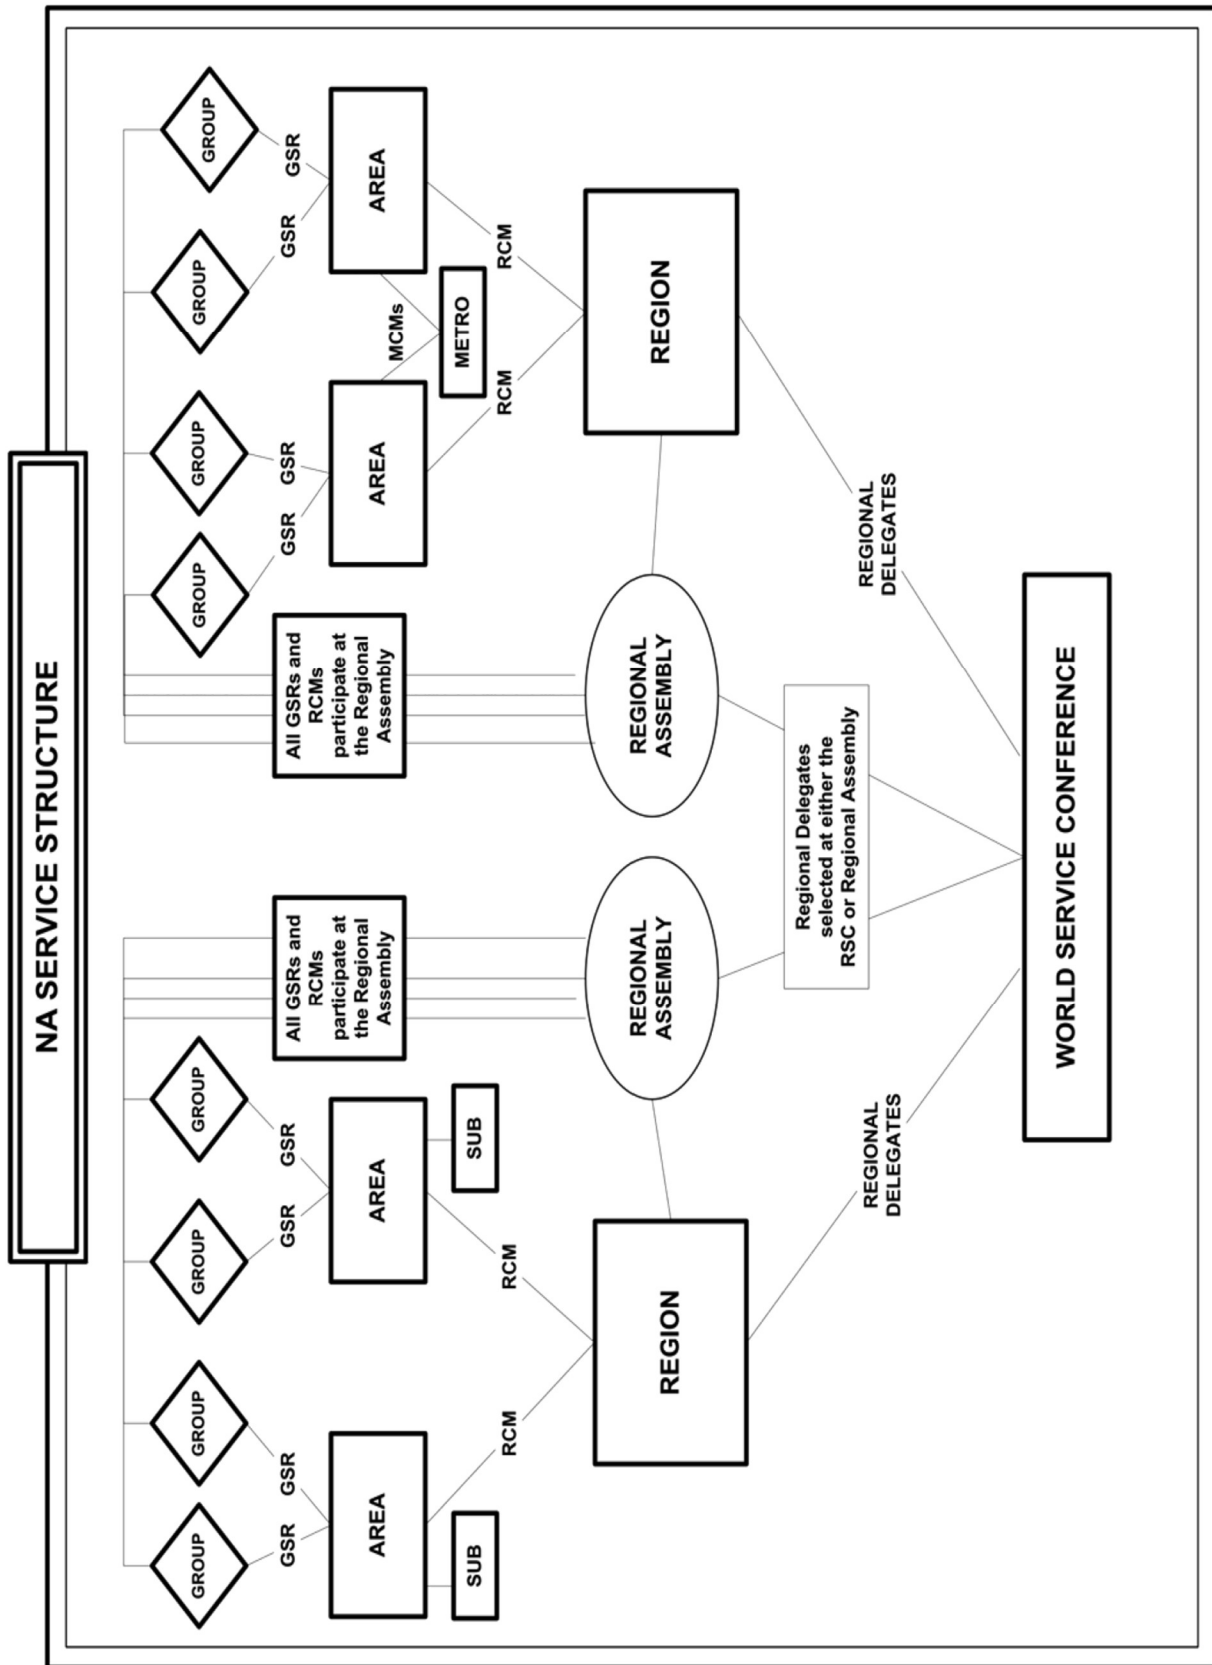 NA SERVICE STRUCTURE
GROUP
GROUP
GROUP
GROUP
GROUP
GROUP
GROUP
GROUP
GSR
GSR
GSR
GSR
GSR
GSR
GSR
GSR
All GSRs and
RCMs
participate at
the Regional
Assembly
All GSRs and
RCMs
participate at
the Regional
Assembly
AREA
AREA
AREA
AREA
MCMs
SUB
SUB
METRO
RCM
RCM
RCM
RCM
REGION
REGIONAL
ASSEMBLY
REGIONAL
ASSEMBLY
REGION
Regional Delegates
selected at either the
RSC or Regional Assembly
REGIONAL
DELEGATES
REGIONAL
DELEGATES
WORLD SERVICE CONFERENCE